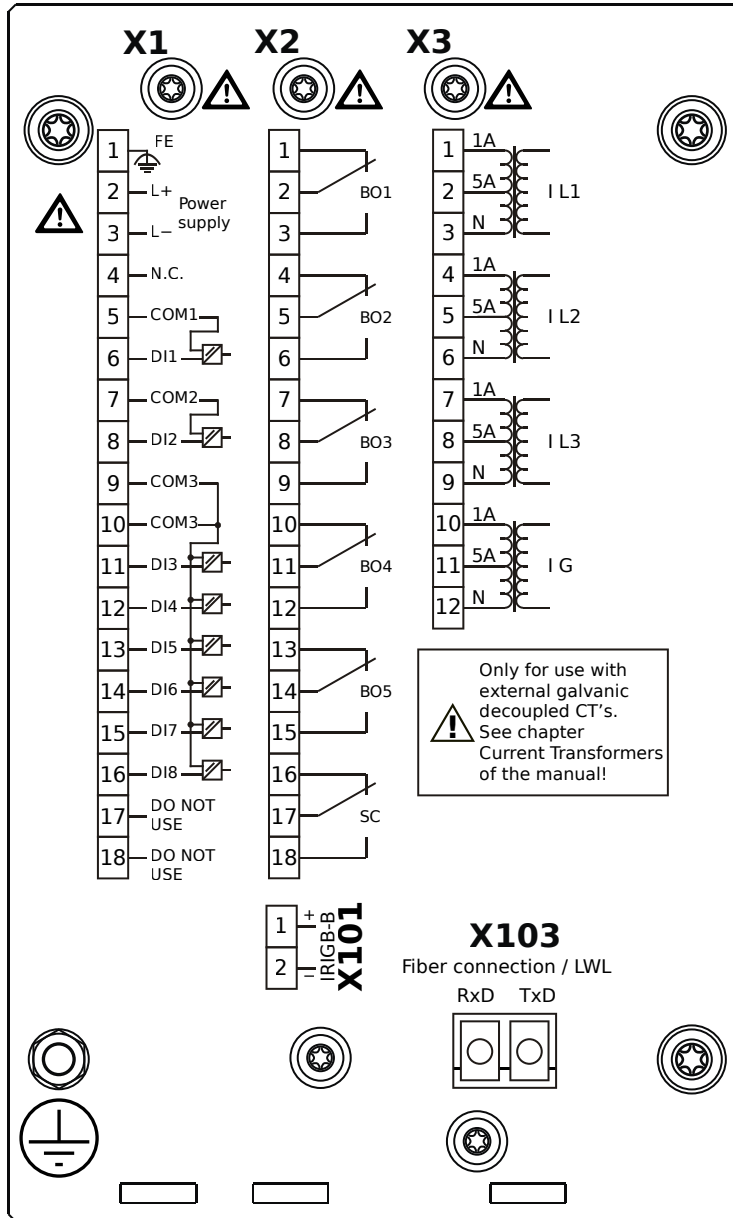 X1
X2
X3
1 FE
2 L+
Power
supply
3 L−
4 N.C.
5 COM1
6 DI1
7 COM2
8 DI2
9 COM3
10 COM3
11 DI3
12 DI4
13 DI5
14 DI6
15 DI7
16 DI8
17 DO NOT
USE
18 DO NOT
USE
1
2 BO1
3
4
5 BO2
6
7
8 BO3
9
10
11 BO4
12
13
14 BO5
15
16
17 SC
18
1 1A
2 5A I L1
3 N
4 1A
5 5A I L2
6 N
7 1A
8 5A I L3
9 N
10 1A
11 5A I G
12 N
Only for use with
external galvanic
decoupled CT's.
See chapter
Current Transformers
of the manual!
1 +
2 −
IRIGB-B
X101
X103
Fiber connection / LWL
RxD TxD